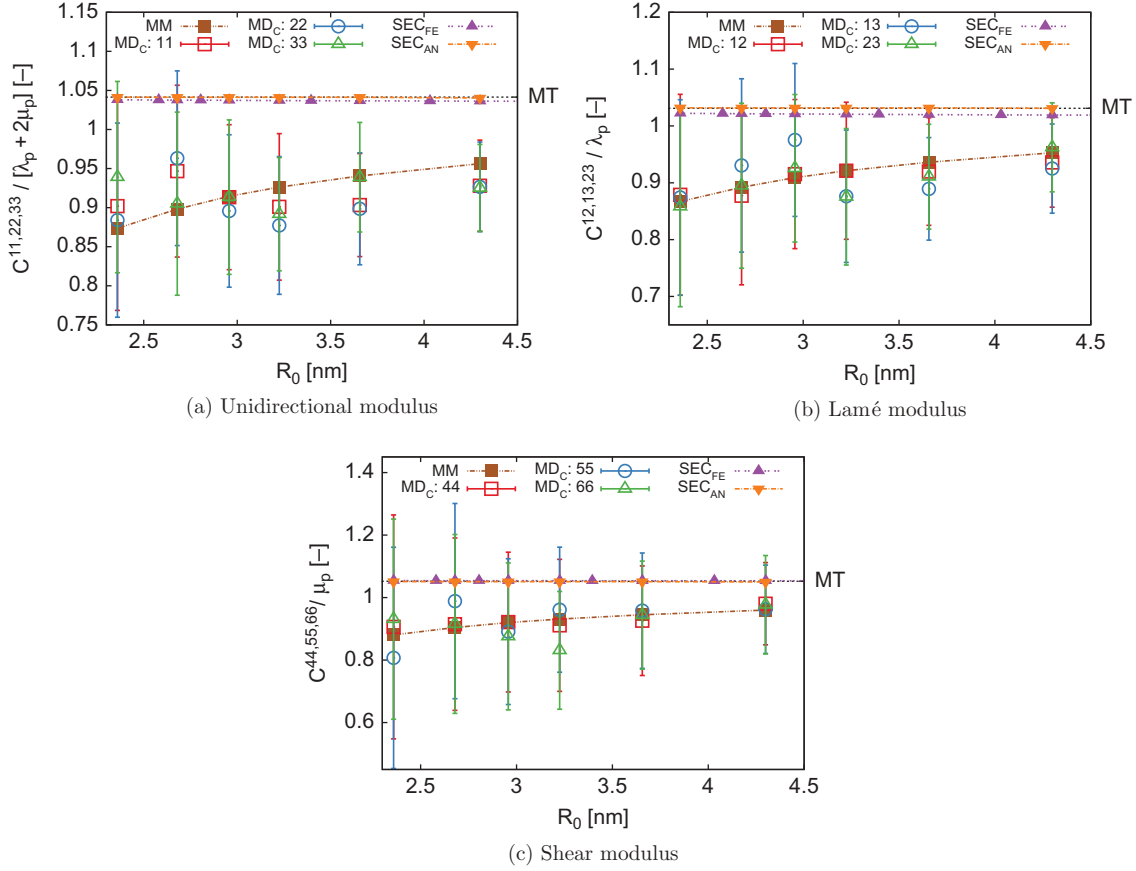 MM MD_C: 22 SEC_FE
MD_C: 11 MD_C: 33 SEC_AN
1.15
1.1
1.05
1
0.95
0.9
0.85
0.8
0.75
C^11,22,33 / [λ_p + 2μ_p] [–]
MT
2.5 3 3.5 4 4.5
R_0 [nm]
(a) Unidirectional modulus
MM MD_C: 13 SEC_FE
MD_C: 12 MD_C: 23 SEC_AN
1.2
1.1
1
0.9
0.8
0.7
C^12,13,23 / λ_p [–]
MT
2.5 3 3.5 4 4.5
R_0 [nm]
(b) Lamé modulus
MM MD_C: 55 SEC_FE
MD_C: 44 MD_C: 66 SEC_AN
1.4
1.2
1
0.8
0.6
C^44,55,66 / μ_p [–]
MT
2.5 3 3.5 4 4.5
R_0 [nm]
(c) Shear modulus